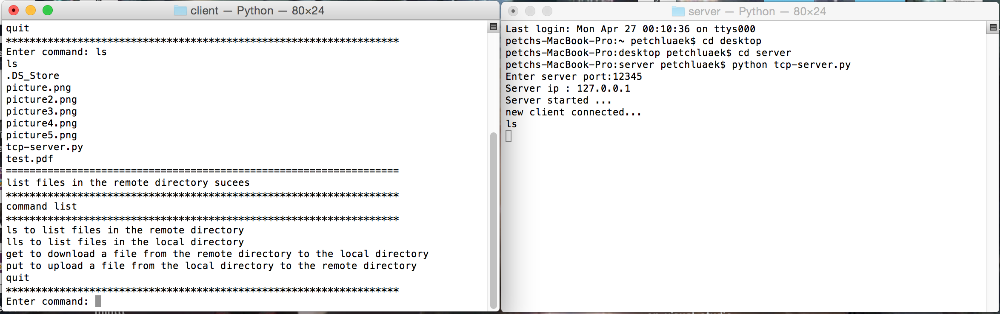 client — Python — 80×24
quit
******************************************************************
Enter command: ls
ls
.DS_Store
picture.png
picture2.png
picture3.png
picture4.png
picture5.png
tcp-server.py
test.pdf
==================================================================
list files in the remote directory sucees
******************************************************************
command list
******************************************************************
ls to list files in the remote directory
lls to list files in the local directory
get to download a file from the remote directory to the local directory
put to upload a file from the local directory to the remote directory
quit
******************************************************************
Enter command:
server — Python — 80×24
Last login: Mon Apr 27 00:10:36 on ttys000
petchs-MacBook-Pro:~ petchluaek$ cd desktop
petchs-MacBook-Pro:desktop petchluaek$ cd server
petchs-MacBook-Pro:server petchluaek$ python tcp-server.py
Enter server port:12345
Server ip : 127.0.0.1
Server started ...
new client connected...
ls